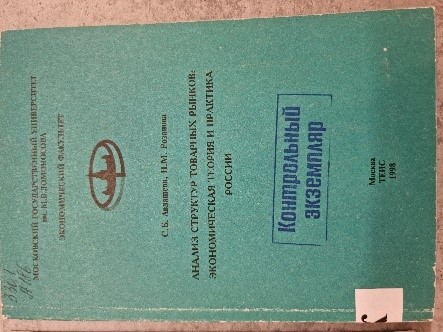 МОСКОВСКИЙ ГОСУДАРСТВЕННЫЙ УНИВЕРСИТЕТ
им. М.В.ЛОМОНОСОВА
ЭКОНОМИЧЕСКИЙ ФАКУЛЬТЕТ
С.Б. Авдашева, Н.М. Розанова
АНАЛИЗ СТРУКТУР ТОВАРНЫХ РЫНКОВ:
ЭКОНОМИЧЕСКАЯ ТЕОРИЯ И ПРАКТИКА
РОССИИ
Контрольный
экземпляр
Москва
ТЕИС
1998